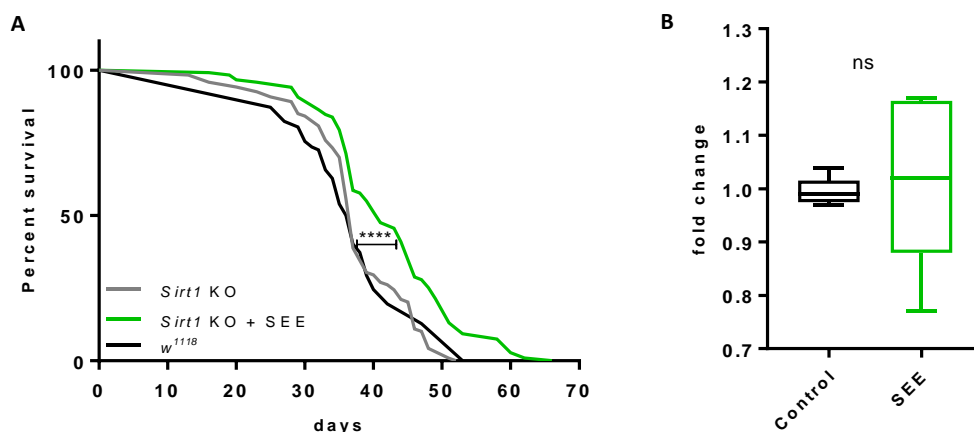 A
Percent survival
100
50
0
****
Sirt1 KO
Sirt1 KO + SEE
w1118
0 10 20 30 40 50 60 70
days
B
fold change
1.3
1.2
1.1
1.0
0.9
0.8
0.7
ns
Control
SEE